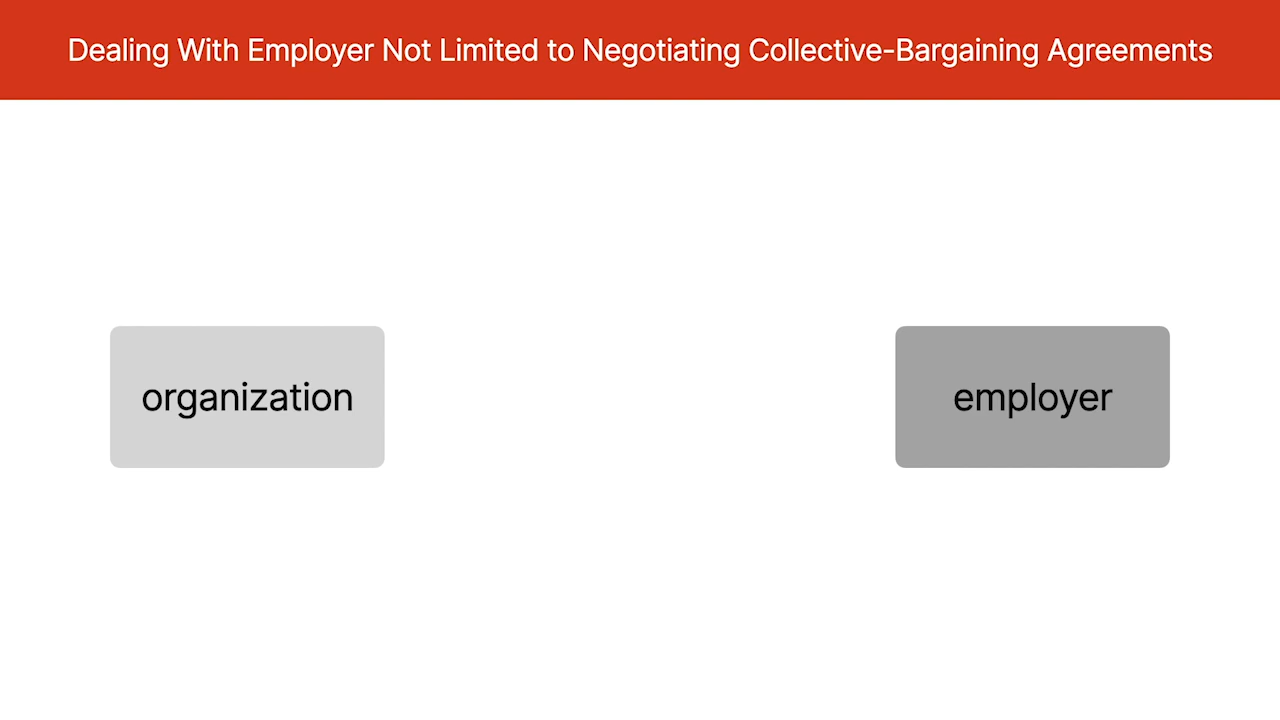 Dealing With Employer Not Limited to Negotiating Collective-Bargaining Agreements
organization
employer